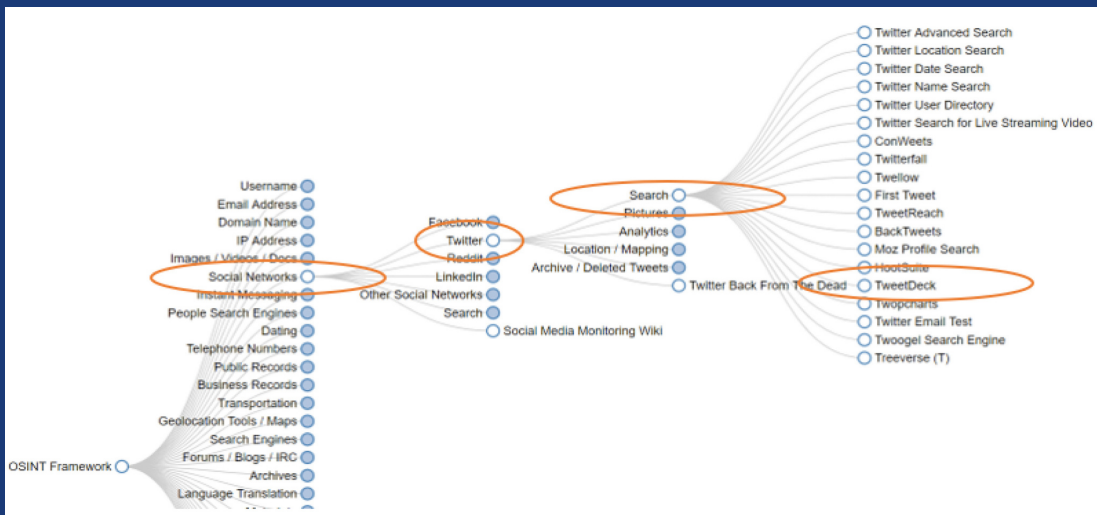 OSINT Framework
Username
Email Address
Domain Name
IP Address
Images / Videos / Docs
Social Networks
Instant Messaging
People Search Engines
Dating
Telephone Numbers
Public Records
Business Records
Transportation
Geolocation Tools / Maps
Search Engines
Forums / Blogs / IRC
Archives
Language Translation
Facebook
Twitter
Reddit
LinkedIn
Other Social Networks
Search
Social Media Monitoring Wiki
Search
Pictures
Analytics
Location / Mapping
Archive / Deleted Tweets
Twitter Back From The Dead
Twitter Advanced Search
Twitter Location Search
Twitter Date Search
Twitter Name Search
Twitter User Directory
Twitter Search for Live Streaming Video
ConWeets
Twitterfall
Twellow
First Tweet
TweetReach
BackTweets
Moz Profile Search
HootSuite
TweetDeck
Twopcharts
Twitter Email Test
Twoogel Search Engine
Treeverse (T)